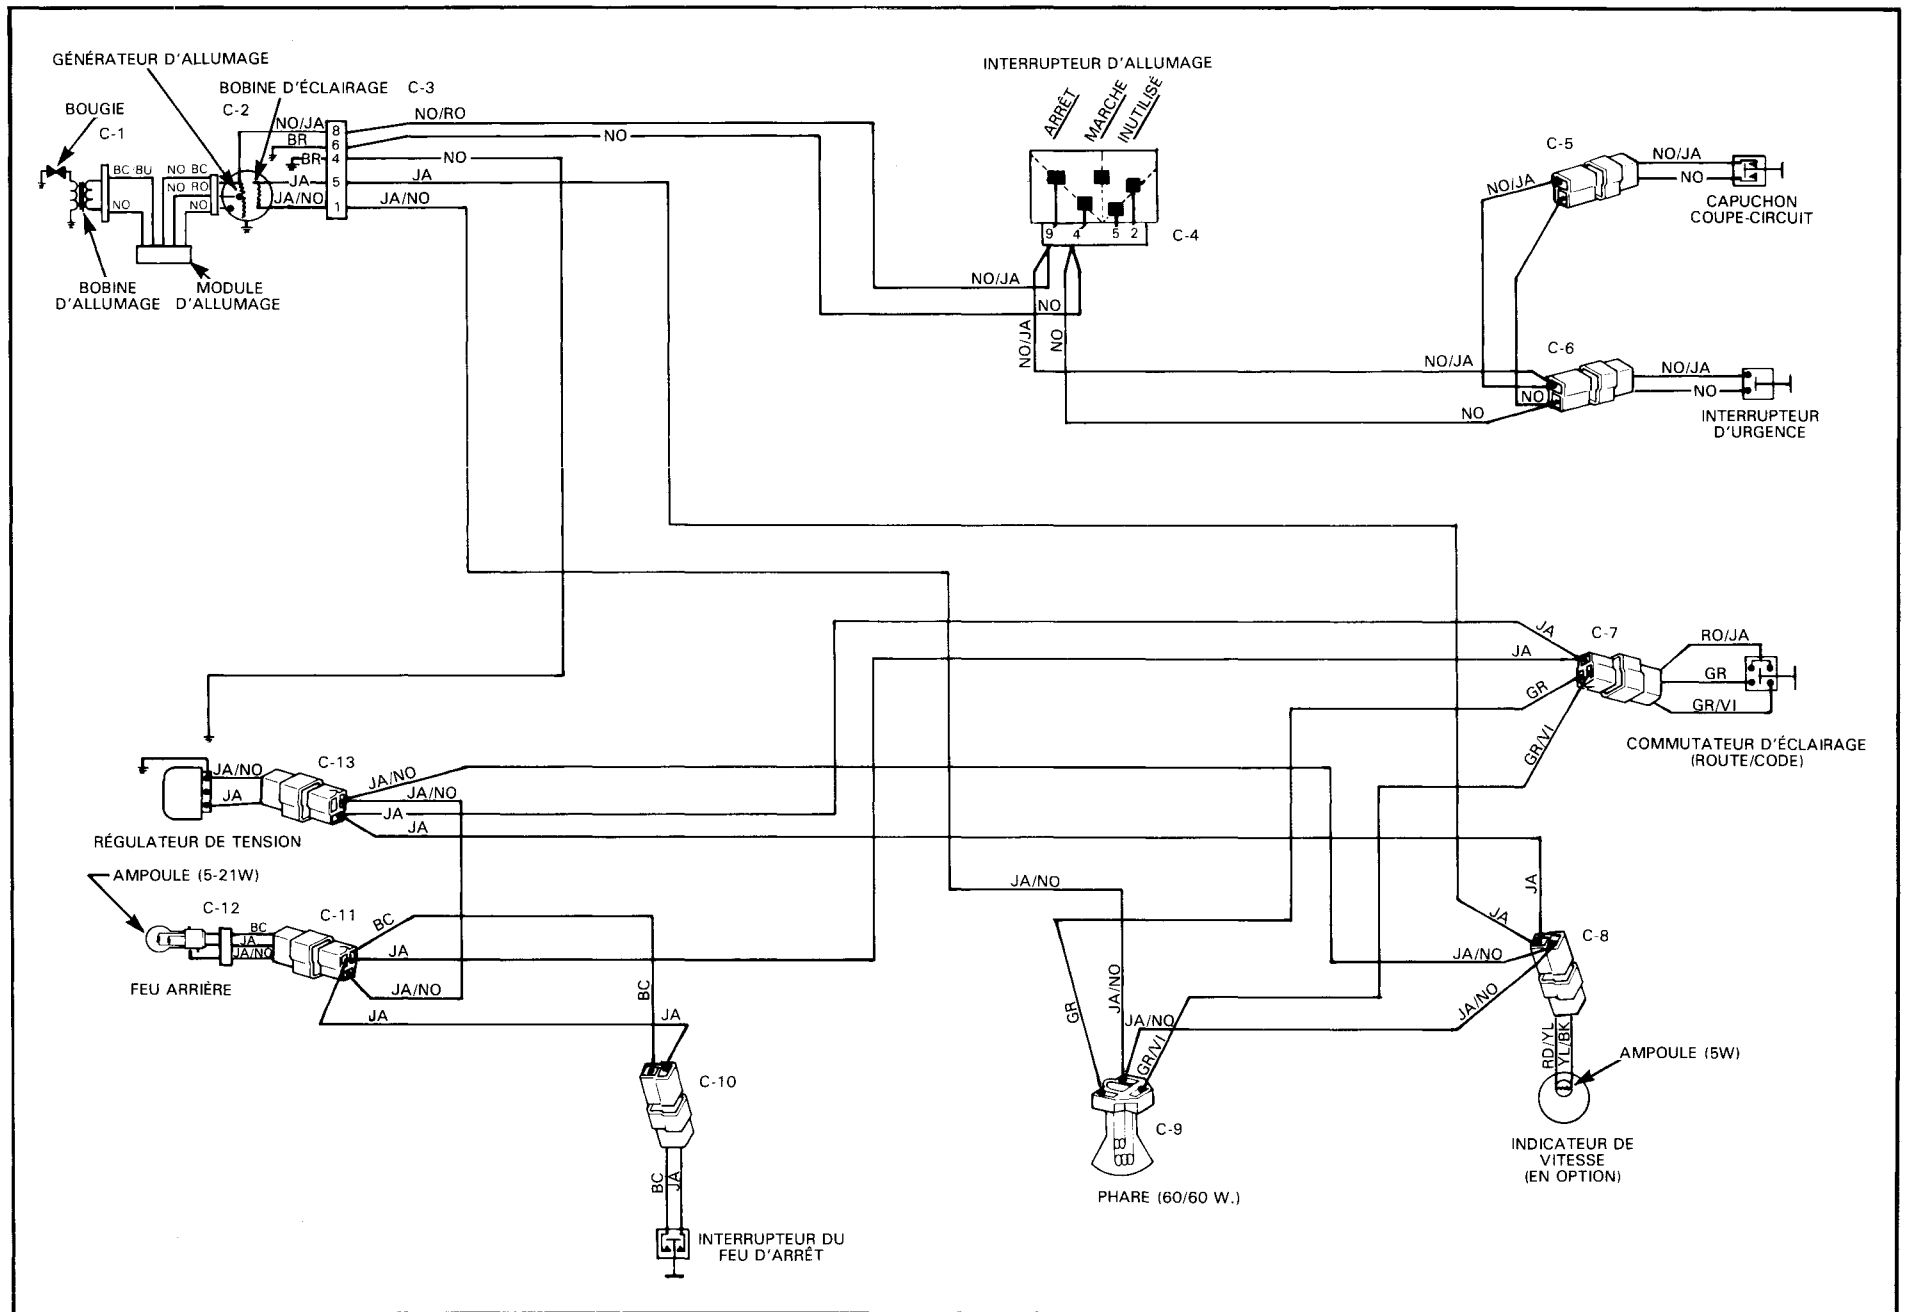 GÉNÉRATEUR D'ALLUMAGE
BOBINE D'ÉCLAIRAGE C-3
C-2
BOUGIE
C-1
NO/JA
BR
BR
JA
JA/NO
8
6
4
5
1
NO/RO
NO
NO
JA
JA/NO
BC·BU
NO
NO BC
NO RO
NO
BOBINE
D'ALLUMAGE
MODULE
D'ALLUMAGE
INTERRUPTEUR D'ALLUMAGE
ARRÊT
MARCHE
INUTILISÉ
9 4 5 2
C-4
NO/JA
NO
NO/JA
NO
NO/JA
NO
C-5
NO/JA
NO/JA
NO
CAPUCHON
COUPE-CIRCUIT
C-6
NO
NO/JA
NO
INTERRUPTEUR
D'URGENCE
JA
JA
GR
GR/VI
C-7
RO/JA
GR
GR/VI
COMMUTATEUR D'ÉCLAIRAGE
(ROUTE/CODE)
JA/NO
JA
C-13
JA/NO
JA/NO
JA
JA
RÉGULATEUR DE TENSION
AMPOULE (5-21W)
C-12
BC
JA
JA/NO
C-11
BC
JA
JA/NO
JA
FEU ARRIÈRE
BC
JA
C-10
BC
JA
INTERRUPTEUR DU
FEU D'ARRÊT
JA/NO
GR
JA/NO
JA/NO
GR/VI
C-9
PHARE (60/60 W.)
JA
JA
JA/NO
JA/NO
C-8
RD/YL
YL/BK
AMPOULE (5W)
INDICATEUR DE
VITESSE
(EN OPTION)